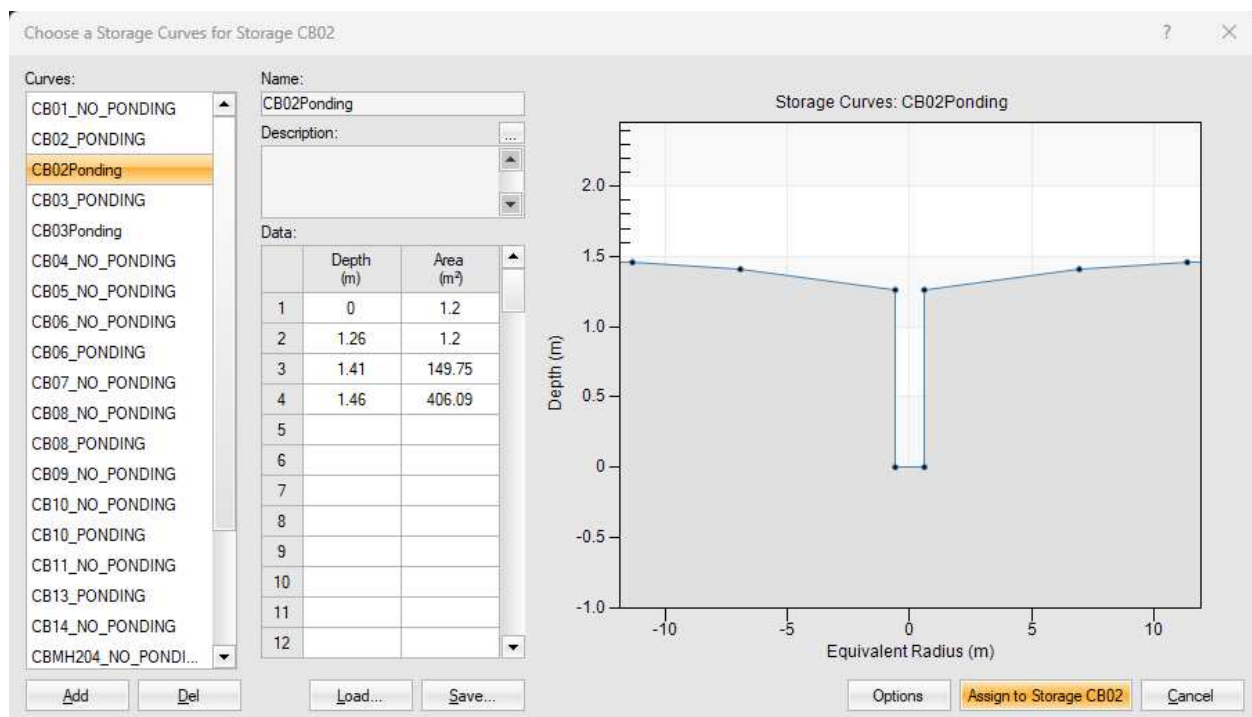 Choose a Storage Curves for Storage CB02
?
Curves:
CB01_NO_PONDING
CB02_PONDING
CB02Ponding
CB03_PONDING
CB03Ponding
CB04_NO_PONDING
CB05_NO_PONDING
CB06_NO_PONDING
CB06_PONDING
CB07_NO_PONDING
CB08_NO_PONDING
CB08_PONDING
CB09_NO_PONDING
CB10_NO_PONDING
CB10_PONDING
CB11_NO_PONDING
CB13_PONDING
CB14_NO_PONDING
CBMH204_NO_PONDI...
Add
Del
Name:
CB02Ponding
Description:
...
Data:
Depth (m) Area (m²)
1 0 1.2
2 1.26 1.2
3 1.41 149.75
4 1.46 406.09
5
6
7
8
9
10
11
12
Load...
Save...
Storage Curves: CB02Ponding
Depth (m)
2.0
1.5
1.0
0.5
0
-0.5
-1.0
-10 -5 0 5 10
Equivalent Radius (m)
Options
Assign to Storage CB02
Cancel